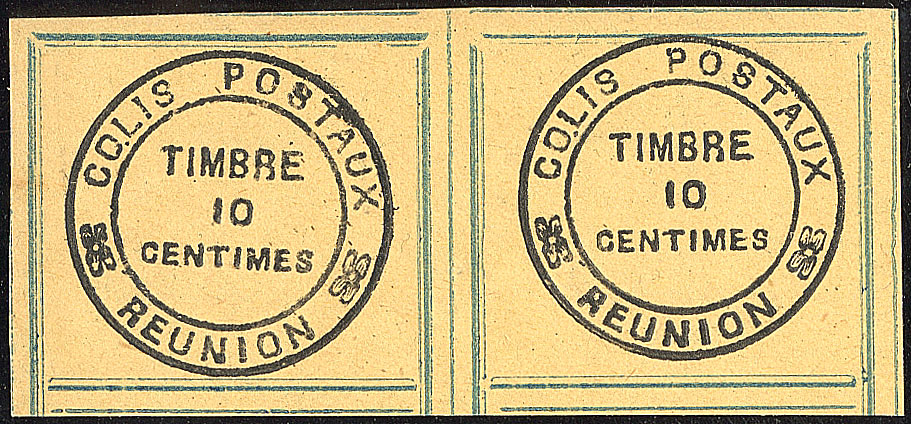 COLIS POSTAUX
TIMBRE
10
CENTIMES
REUNION
COLIS POSTAUX
TIMBRE
10
CENTIMES
REUNION